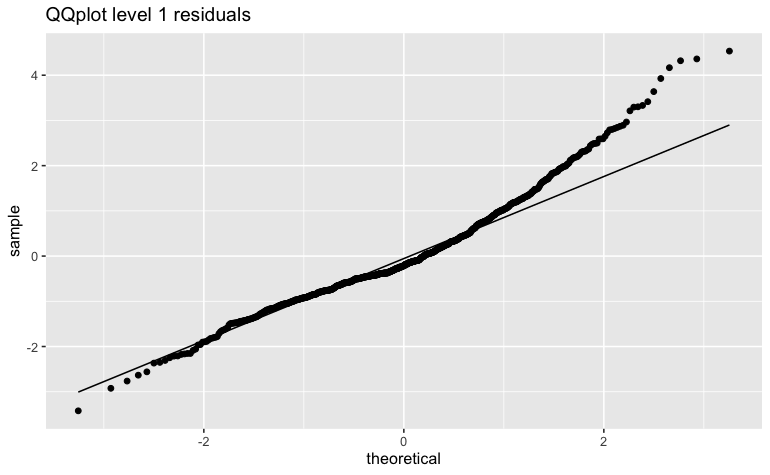 QQplot level 1 residuals
4
2
0
-2
sample
-2
0
2
theoretical